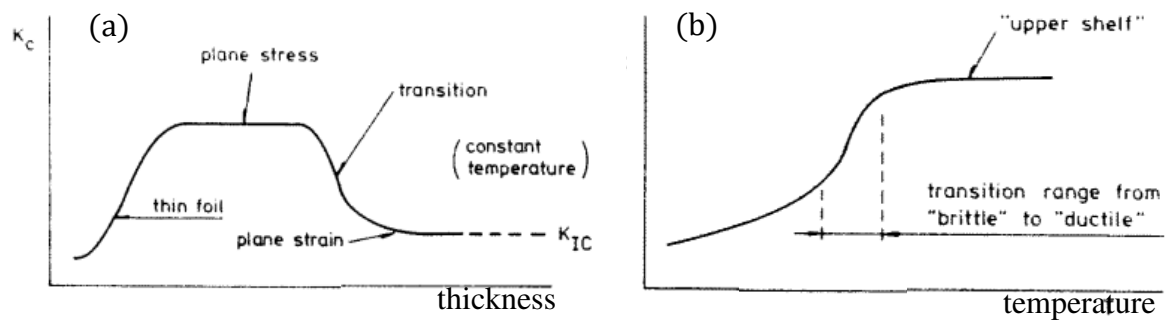 (a)
K_c
plane stress
transition
(constant
temperature)
thin foil
plane strain
K_IC
thickness
(b)
"upper shelf"
transition range from
"brittle" to "ductile"
temperature